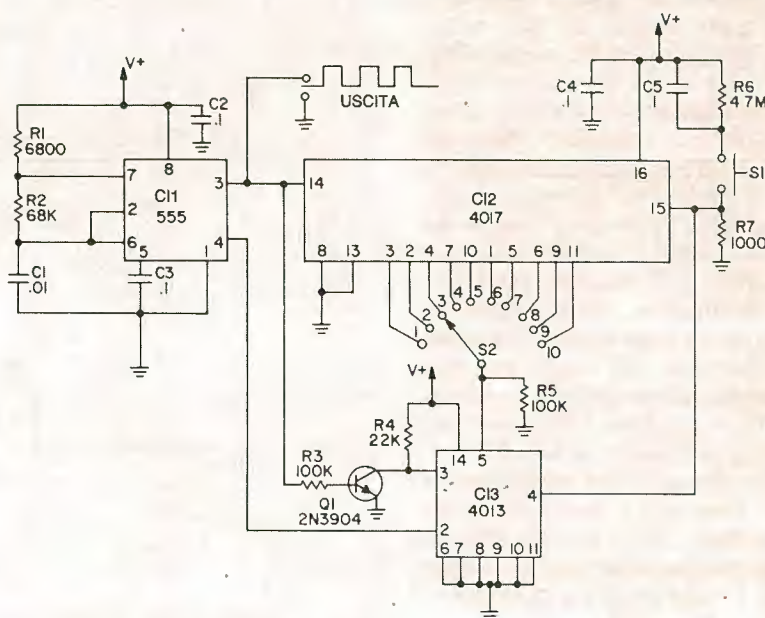 V+
R1
6800
R2
68K
C1
.01
C2
.1
7
8
2
6
5
1
3
4
CI1
555
C3
.1
USCITA
14
CI2
4017
16
15
8
13
3
2
4
7
10
1
5
6
9
11
1
2
3
4
5
6
7
8
9
10
S2
V+
C4
.1
C5
.1
R6
4.7M
S1
R7
1000
V+
R4
22K
R3
100K
Q1
2N3904
R5
100K
14
5
3
2
4
CI3
4013
6
7
8
9
10
11